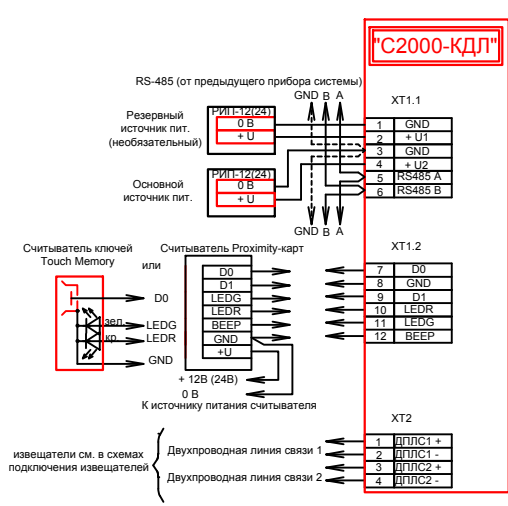 "С2000-КДЛ"
RS-485 (от предыдущего прибора системы)
GND B A
XT1.1
Резервный
источник пит.
(необязательный)
РИП-12(24)
0 В
+ U
1 GND
2 + U1
3 GND
4 + U2
5 RS485 A
6 RS485 B
Основной
источник пит.
РИП-12(24)
0 В
+ U
GND B A
Считыватель ключей
Touch Memory
или
Считыватель Proximity-карт
XT1.2
D0
зел.
LEDG
кр.
LEDR
GND
D0
D1
LEDG
LEDR
BEEP
GND
+U
7 D0
8 GND
9 D1
10 LEDR
11 LEDG
12 BEEP
+ 12В (24В)
0 В
К источнику питания считывателя
XT2
извещатели см. в схемах
подключения извещателей
Двухпроводная линия связи 1
Двухпроводная линия связи 2
1 ДПЛС1 +
2 ДПЛС1 -
3 ДПЛС2 +
4 ДПЛС2 -